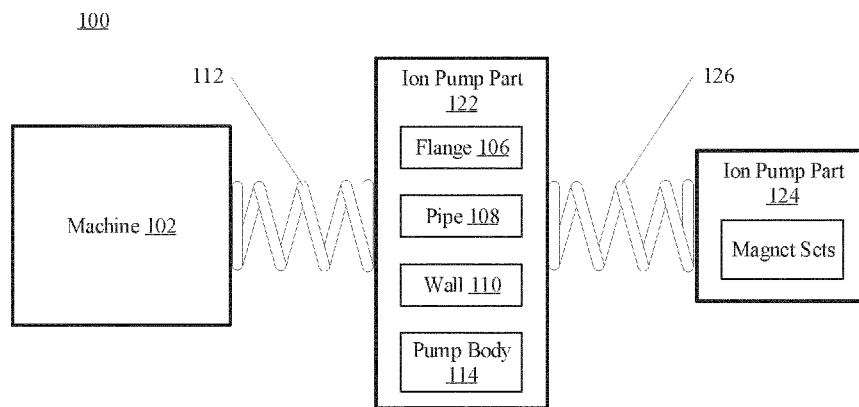 100
112
Ion Pump Part
122
126
Flange 106
Ion Pump Part
124
Machine 102
Pipe 108
Magnet Sets
Wall 110
Pump Body
114